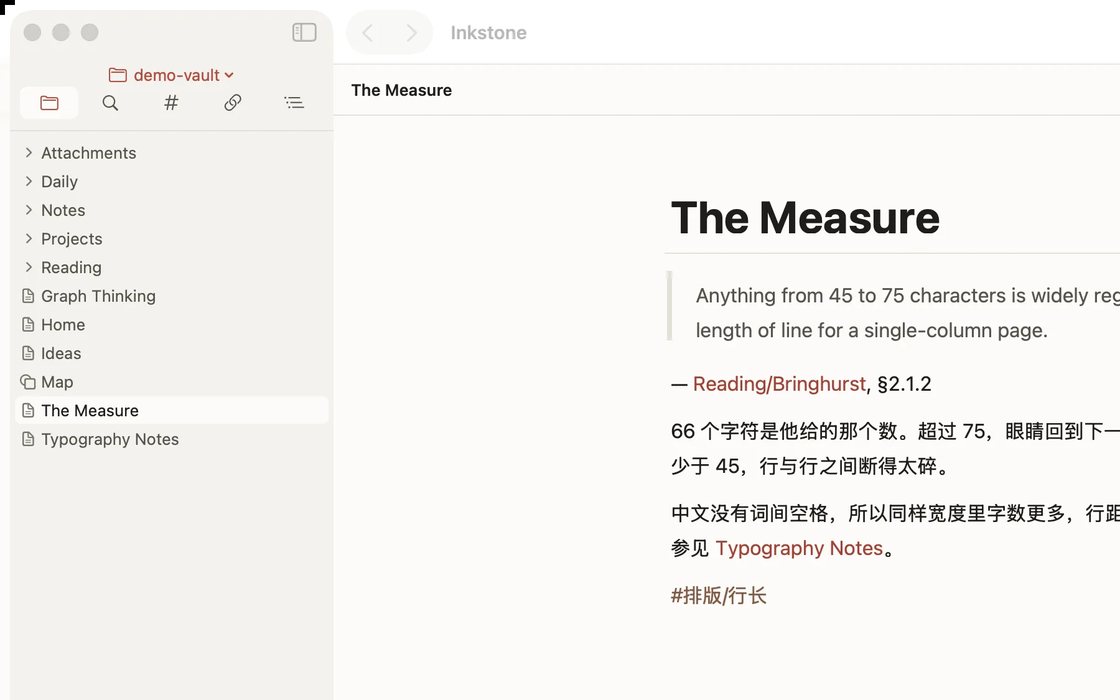 Inkstone
demo-vault
The Measure
Attachments
Daily
Notes
Projects
Reading
Graph Thinking
Home
Ideas
Map
The Measure
Typography Notes
The Measure
Anything from 45 to 75 characters is widely
length of line for a single-column page.
— Reading/Bringhurst, §2.1.2
66 个字符是他给的那个数。超过 75，眼睛回到下一
少于 45，行与行之间断得太碎。
中文没有词间空格，所以同样宽度里字数更多，行距
参见 Typography Notes。
#排版/行长